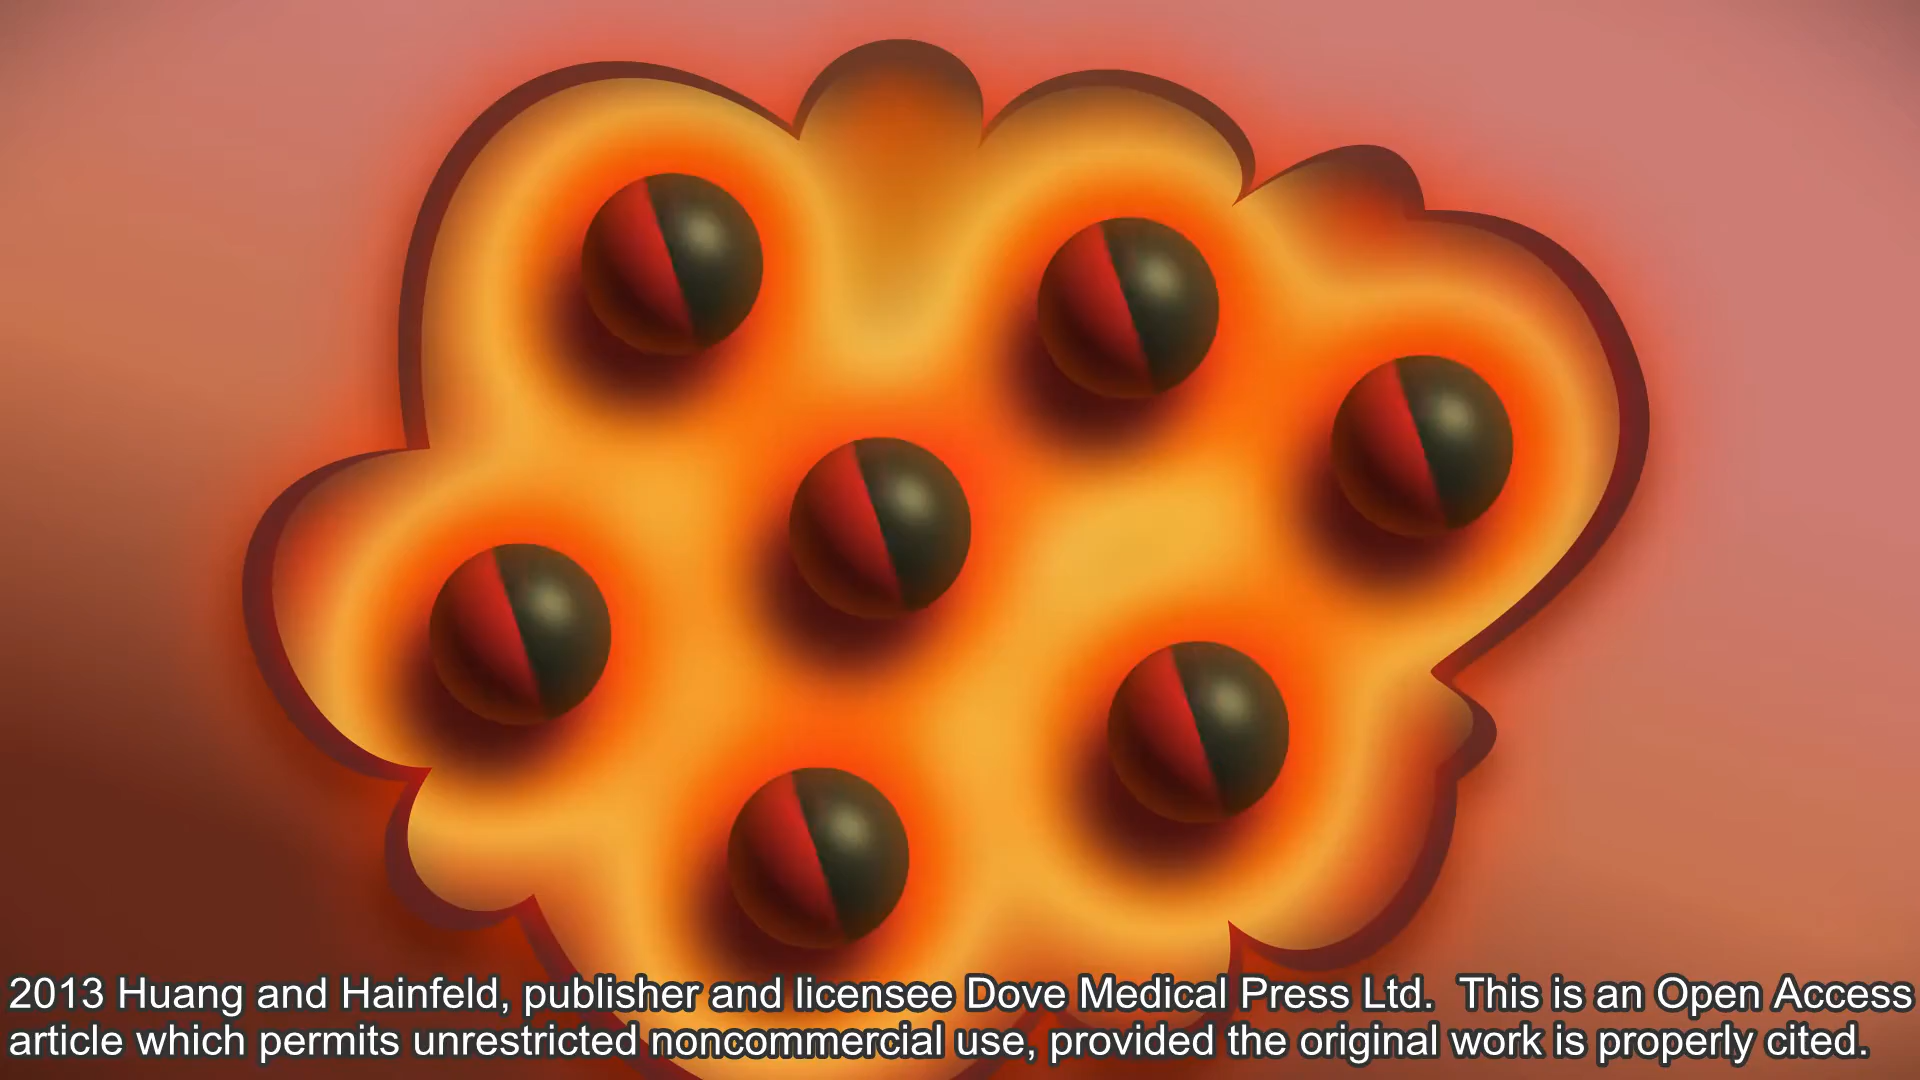 2013 Huang and Hainfeld, publisher and licensee Dove Medical Press Ltd.  This is an Open Access
article which permits unrestricted noncommercial use, provided the original work is properly cited.